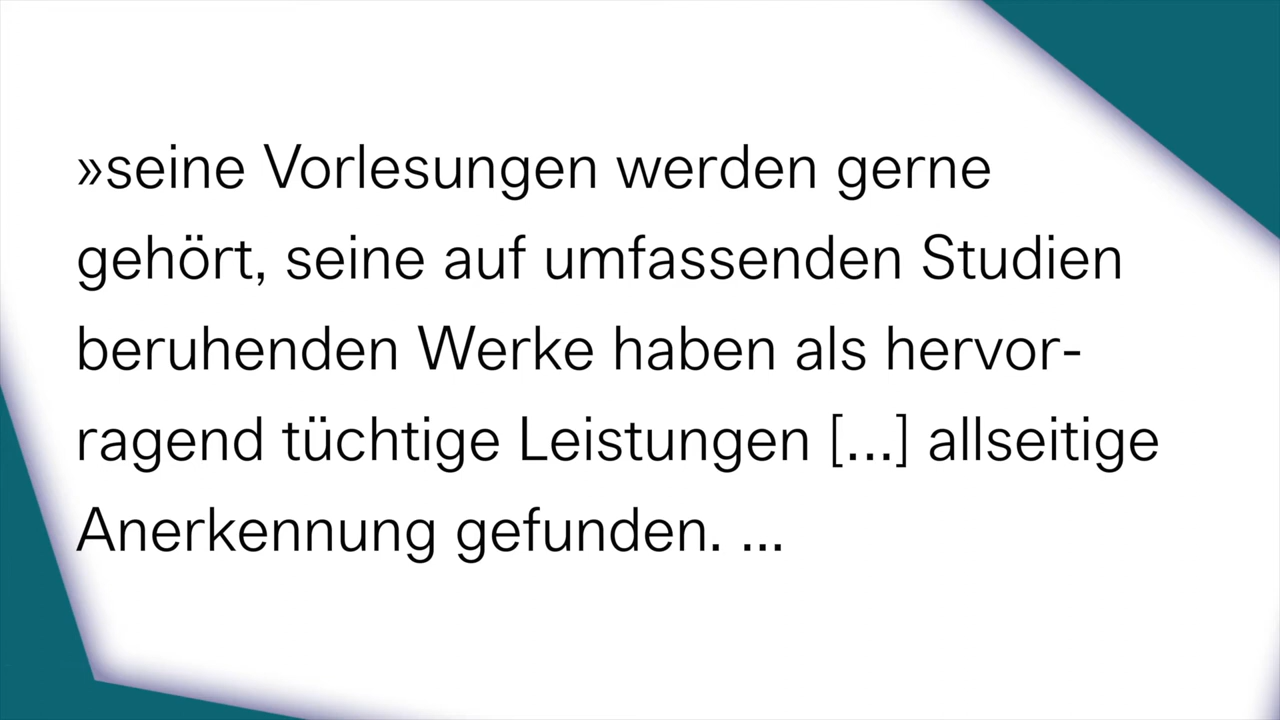 »seine Vorlesungen werden gerne
gehört, seine auf umfassenden Studien
beruhenden Werke haben als hervor-
ragend tüchtige Leistungen [...] allseitige
Anerkennung gefunden. ...